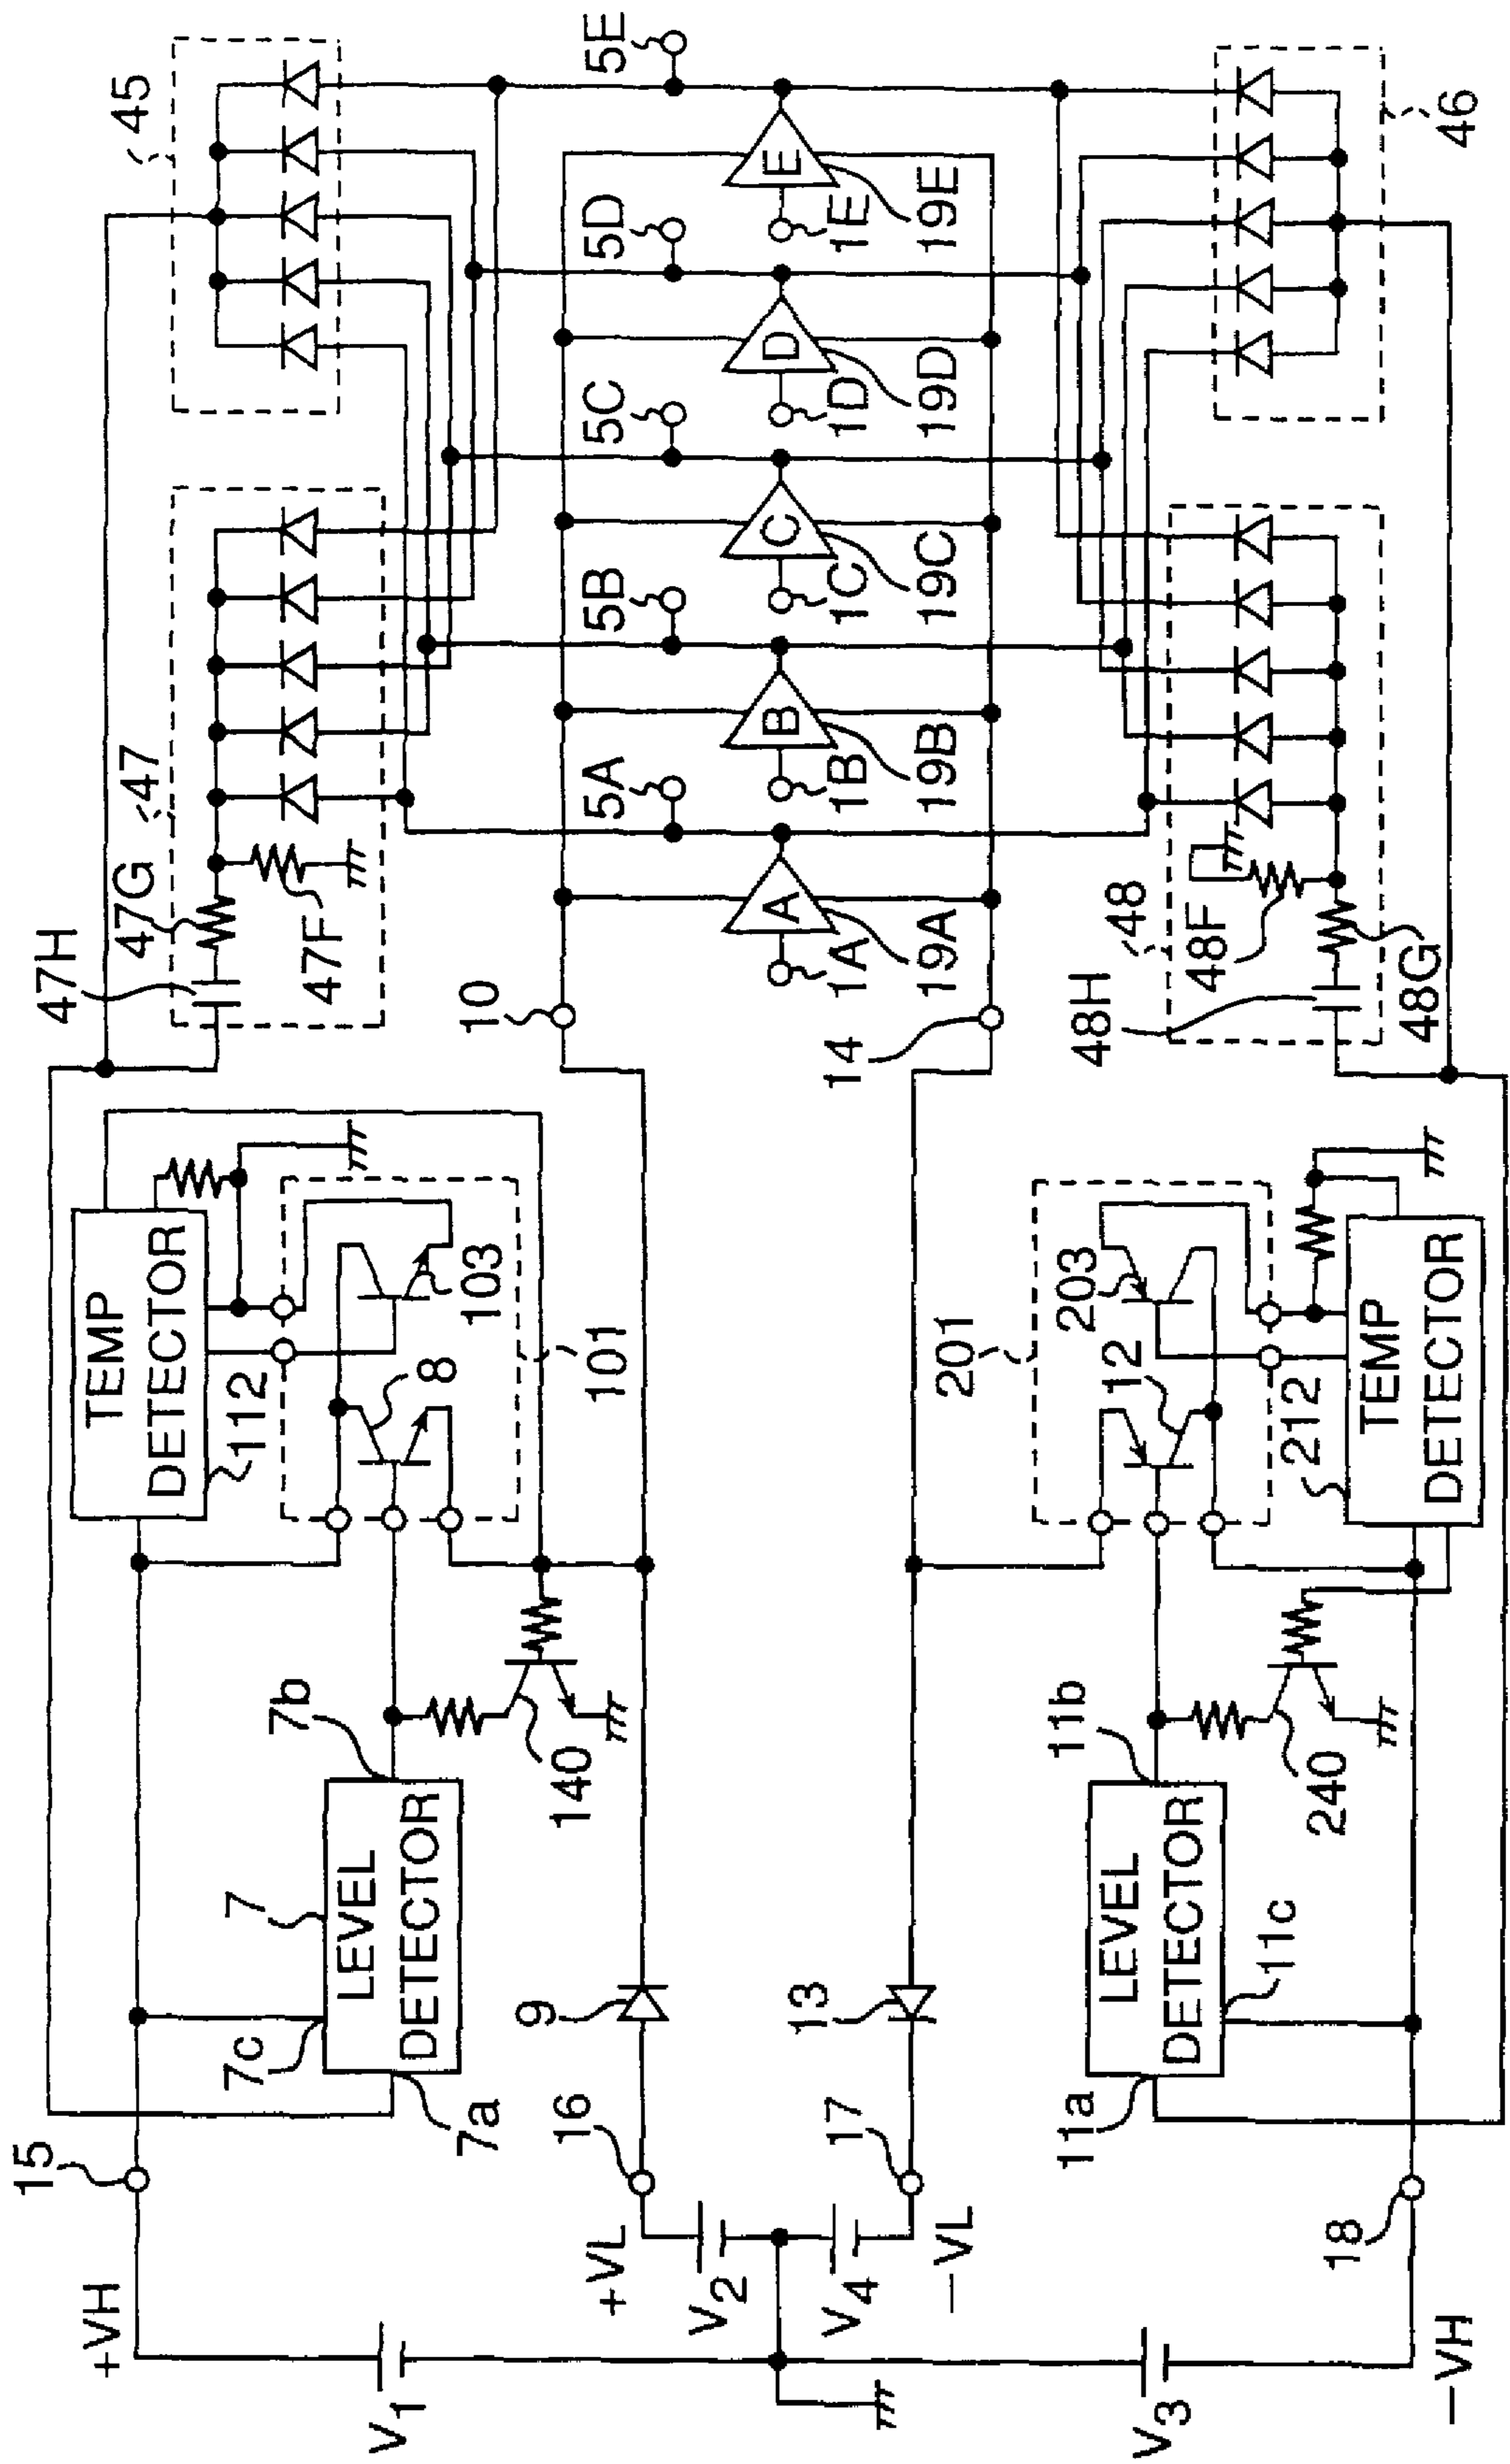 +VH
V1
15
7c
7
LEVEL
DETECTOR
7a
7b
140
TEMP
DETECTOR
112
8
103
101
47H
47G
47
47F
45
+VL
16
9
10
V2
V4
-VL
17
13
14
5A
5B
5C
5D
5E
A
B
C
D
E
1A
1B
1C
1D
1E
19A
19B
19C
19D
19E
V3
-VH
18
11a
LEVEL
DETECTOR
11c
11b
240
201
203
12
212
TEMP
DETECTOR
48H
48
48F
48G
46